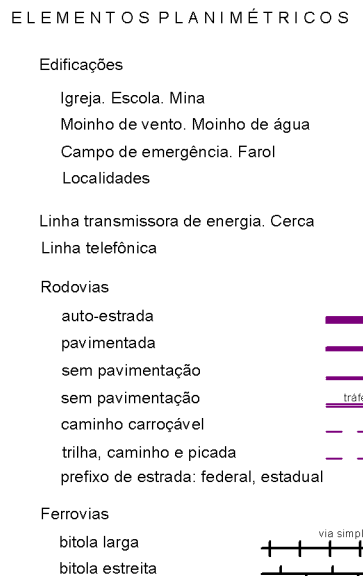 ELEMENTOS PLANIMÉTRICOS
Edificações
Igreja. Escola. Mina
Moinho de vento. Moinho de água
Campo de emergência. Farol
Localidades
Linha transmissora de energia. Cerca
Linha telefônica
Rodovias
auto-estrada
pavimentada
sem pavimentação
sem pavimentação
caminho carroçável
trilha, caminho e picada
prefixo de estrada: federal, estadual
Ferrovias
via simpl
bitola larga
bitola estreita